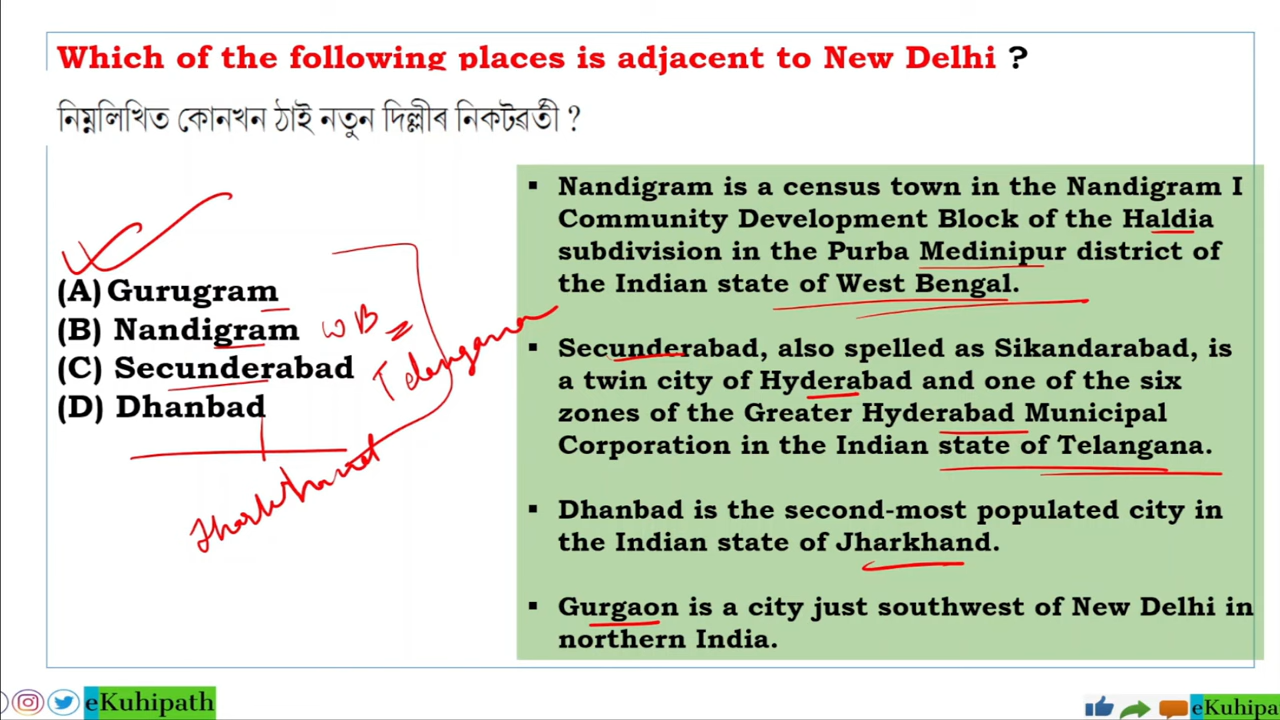 Which of the following places is adjacent to New Delhi ?
নিম্নলিখিত কোনখন ঠাই নতুন দিল্লীৰ নিকটৱৰ্তী ?
(A) Gurugram
(B) Nandigram
(C) Secunderabad
(D) Dhanbad
WB
Telangana
Jharkhand
▪ Nandigram is a census town in the Nandigram I
Community Development Block of the Haldia
subdivision in the Purba Medinipur district of
the Indian state of West Bengal.
▪ Secunderabad, also spelled as Sikandarabad, is
a twin city of Hyderabad and one of the six
zones of the Greater Hyderabad Municipal
Corporation in the Indian state of Telangana.
▪ Dhanbad is the second-most populated city in
the Indian state of Jharkhand.
▪ Gurgaon is a city just southwest of New Delhi in
northern India.
eKuhipath
eKuhipa